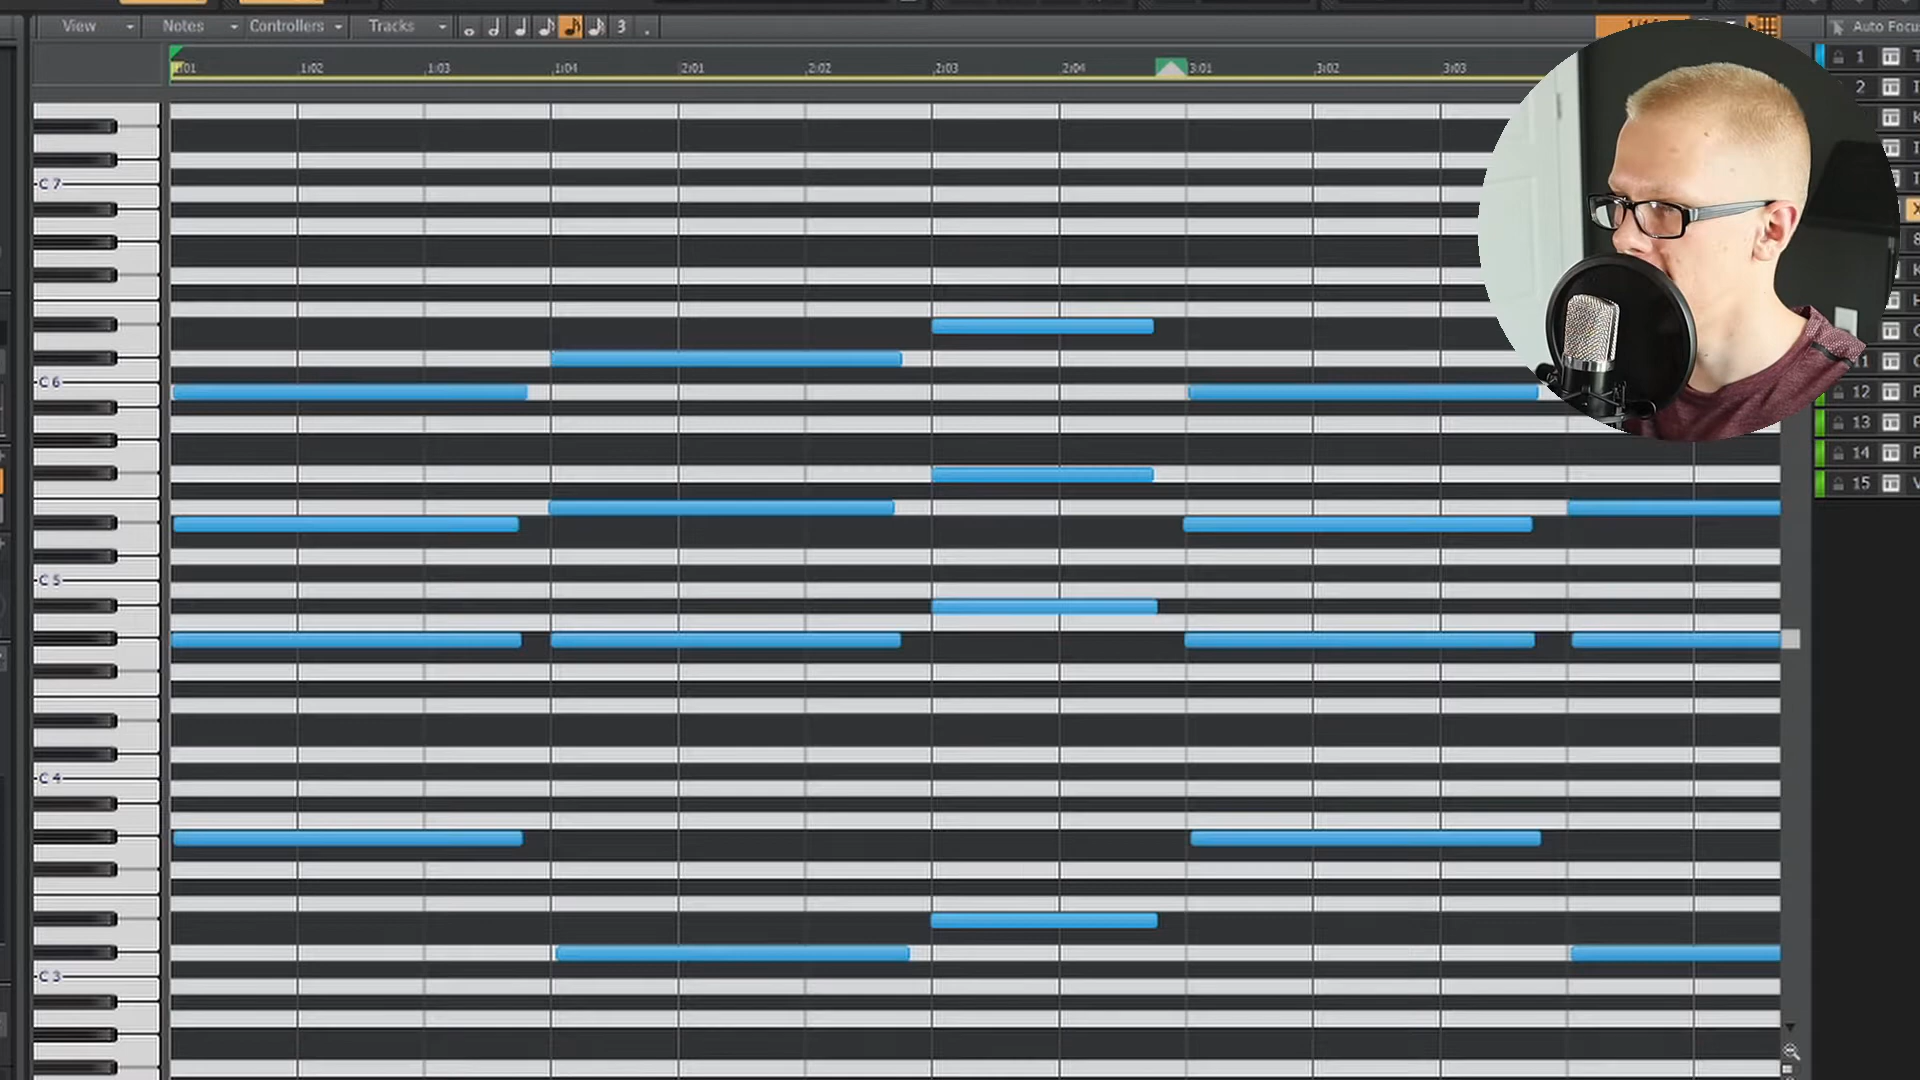 View Notes Controllers Tracks 3 .
Auto Focus
1:01 1:02 1:03 1:04 2:01 2:02 2:03 2:04 3:01 3:02 3:03
1
2
C 7
C 6
12
13
14
15
C 5
C 4
C 3